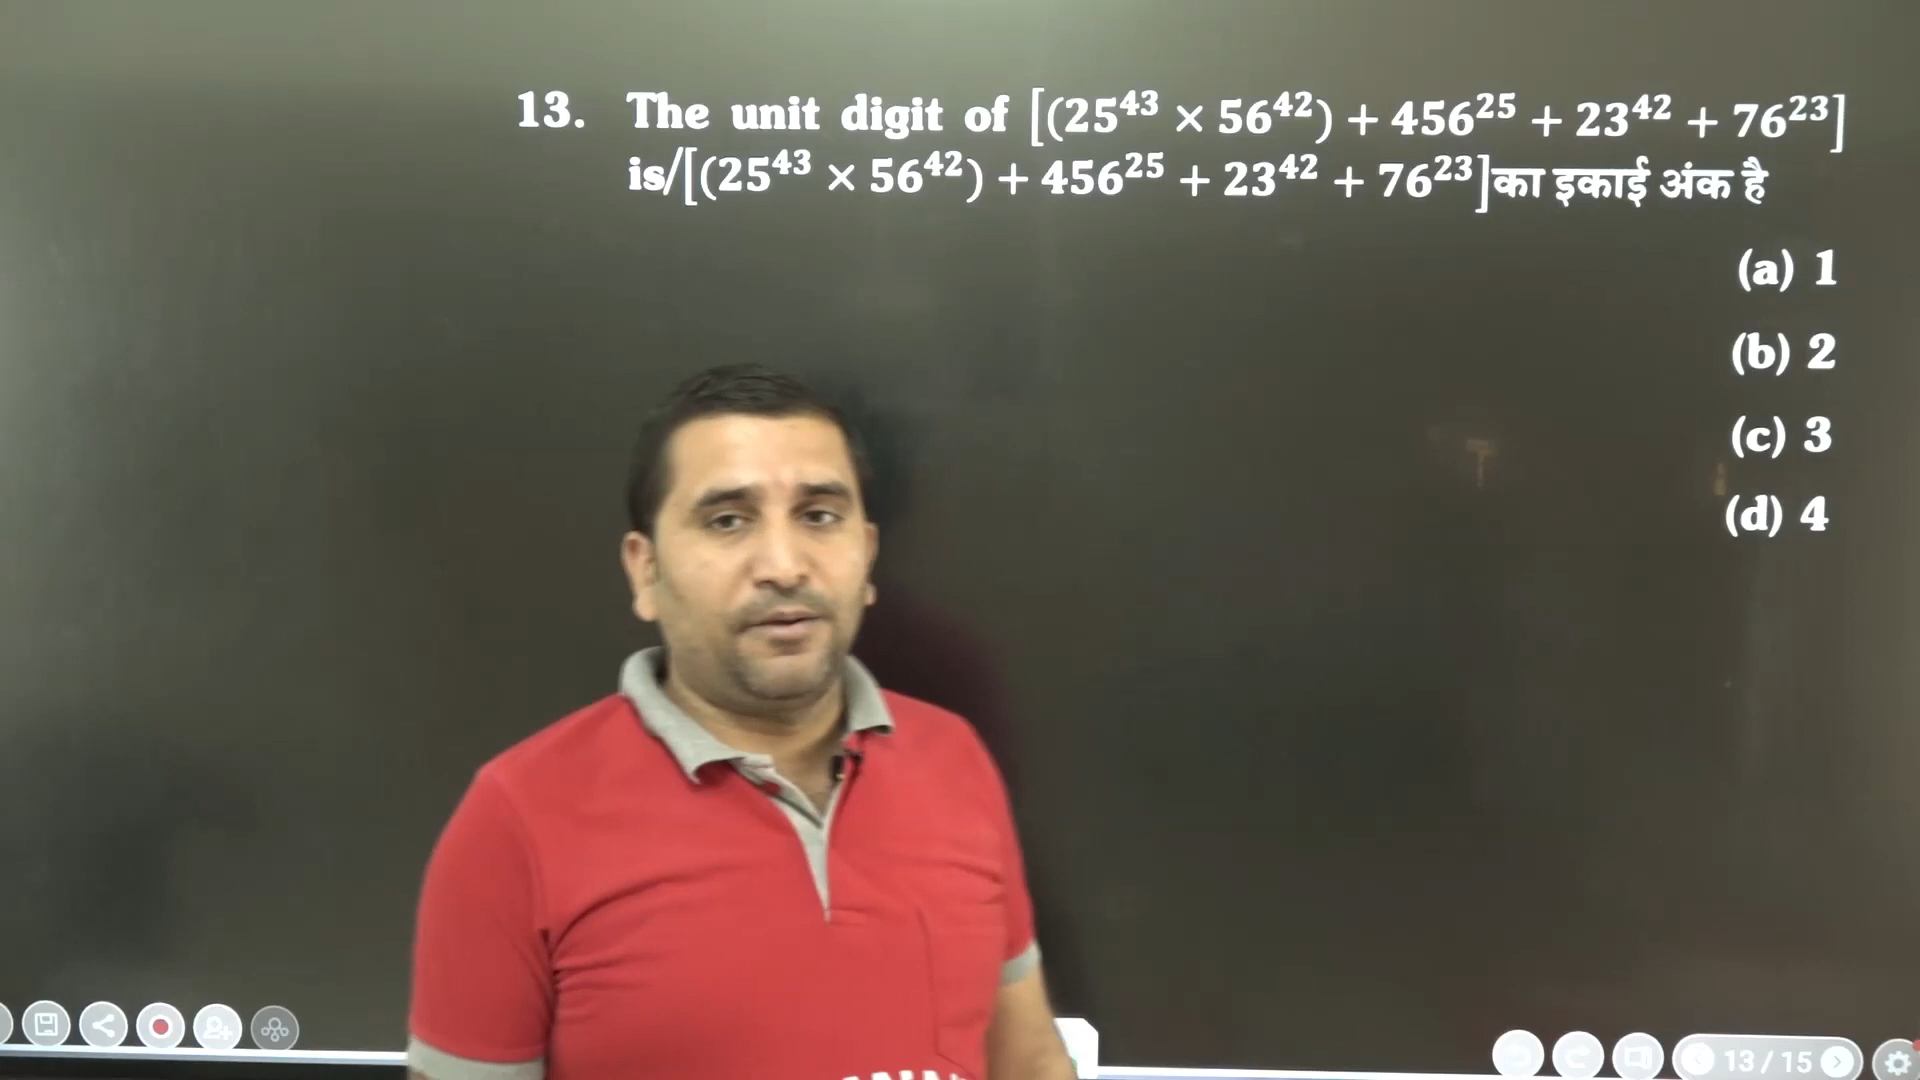 13. The unit digit of [(25⁴³ × 56⁴²) + 456²⁵ + 23⁴² + 76²³]
is/[(25⁴³ × 56⁴²) + 456²⁵ + 23⁴² + 76²³]का इकाई अंक है
(a) 1
(b) 2
(c) 3
(d) 4
13 / 15